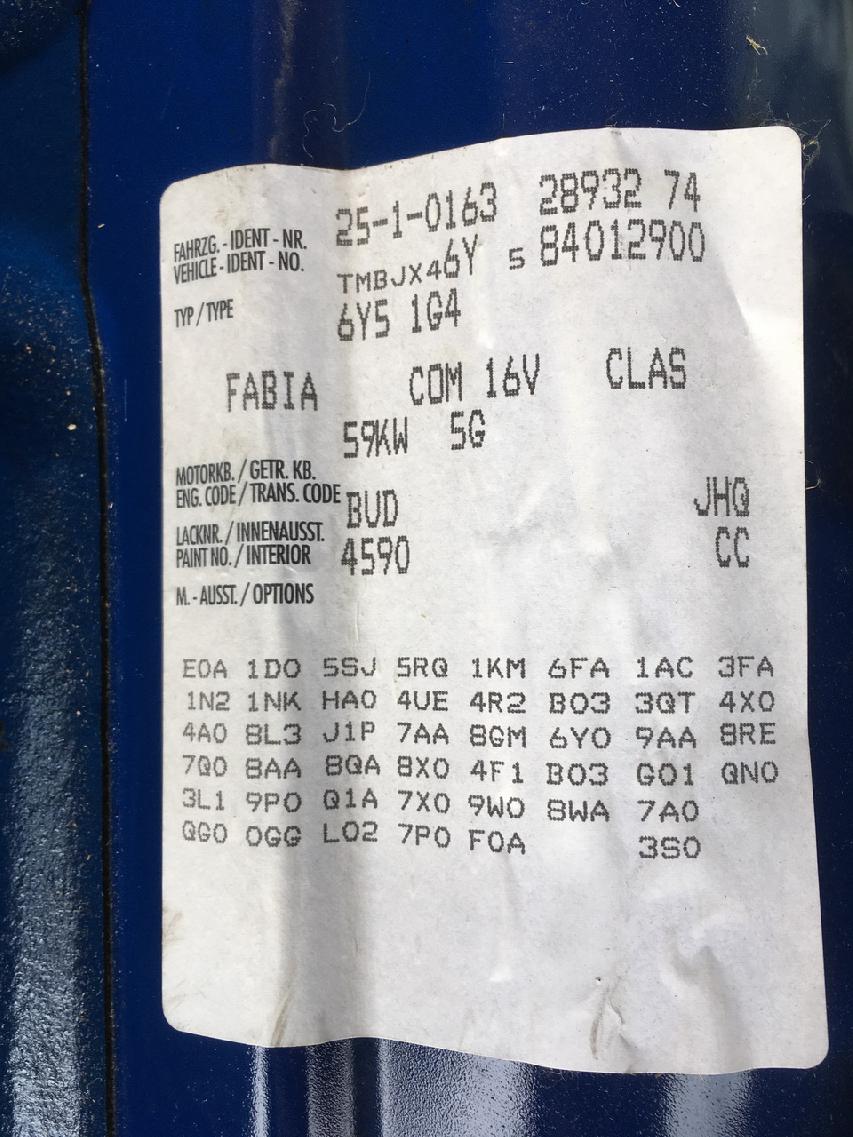 25-1-0163 28932 74
FAHRZG. - IDENT - NR.
VEHICLE - IDENT - NO. TMBJX46Y 5 84012900
TYP / TYPE 6Y5 1G4
FABIA COM 16V CLAS
59KW 5G
MOTORKB. / GETR. KB.
ENG. CODE / TRANS. CODE BUD JHQ
LACKNR. / INNENAUSST.
PAINT NO. / INTERIOR 4590 CC
M. - AUSST. / OPTIONS
E0A 1D0 5SJ 5RQ 1KM 6FA 1AC 3FA
1N2 1NK HA0 4UE 4R2 B03 3QT 4X0
4A0 8L3 J1P 7AA 8GM 6Y0 9AA 8RE
7Q0 8AA 8QA 8X0 4F1 B03 G01 QN0
3L1 9P0 Q1A 7X0 9W0 8WA 7A0
QG0 0GG L02 7P0 F0A 3S0